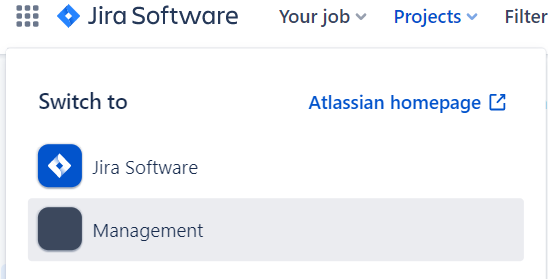 Jira Software Your job Projects Filter
Switch to Atlassian homepage
Jira Software
Management